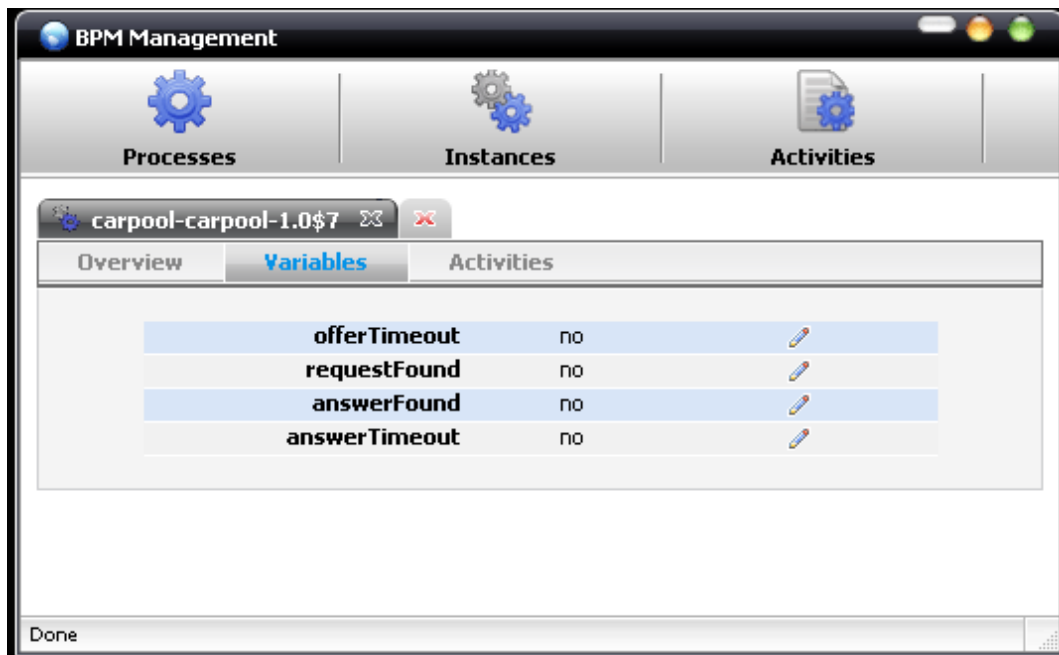 BPM Management
Processes Instances Activities
carpool-carpool-1.0$7
Overview Variables Activities
offerTimeout no
requestFound no
answerFound no
answerTimeout no
Done